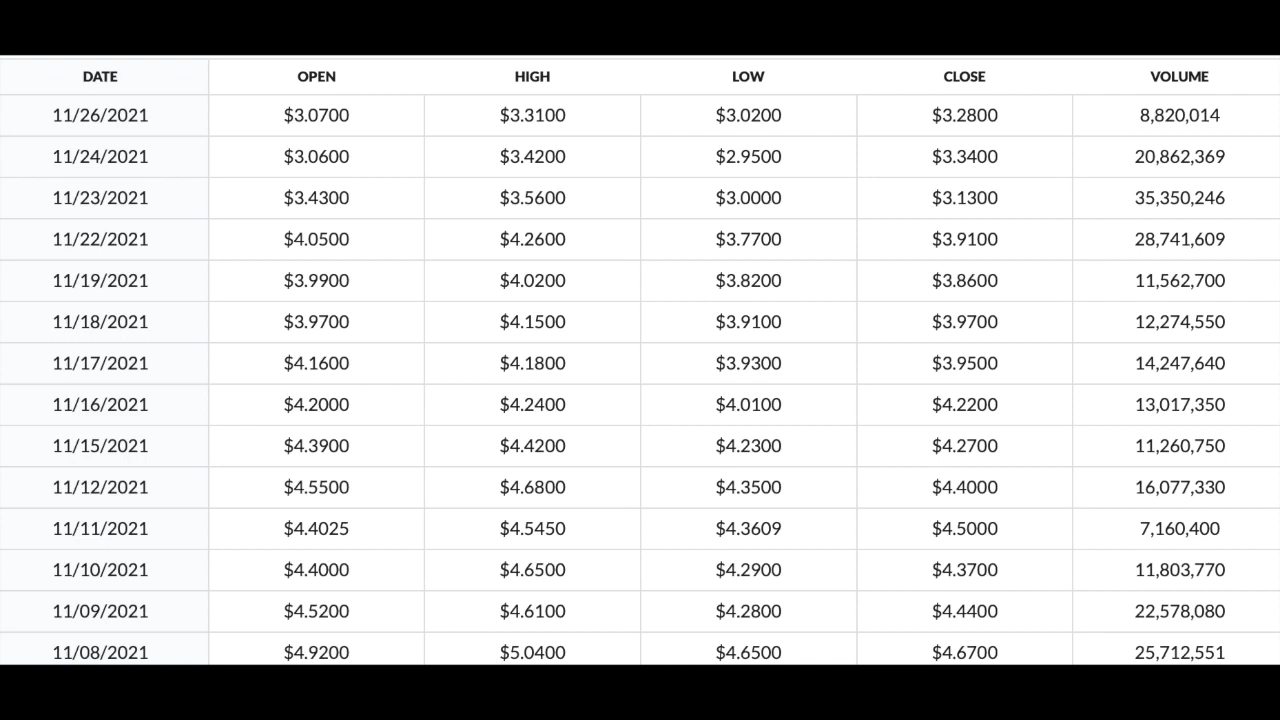 DATE OPEN HIGH LOW CLOSE VOLUME
11/26/2021 $3.0700 $3.3100 $3.0200 $3.2800 8,820,014
11/24/2021 $3.0600 $3.4200 $2.9500 $3.3400 20,862,369
11/23/2021 $3.4300 $3.5600 $3.0000 $3.1300 35,350,246
11/22/2021 $4.0500 $4.2600 $3.7700 $3.9100 28,741,609
11/19/2021 $3.9900 $4.0200 $3.8200 $3.8600 11,562,700
11/18/2021 $3.9700 $4.1500 $3.9100 $3.9700 12,274,550
11/17/2021 $4.1600 $4.1800 $3.9300 $3.9500 14,247,640
11/16/2021 $4.2000 $4.2400 $4.0100 $4.2200 13,017,350
11/15/2021 $4.3900 $4.4200 $4.2300 $4.2700 11,260,750
11/12/2021 $4.5500 $4.6800 $4.3500 $4.4000 16,077,330
11/11/2021 $4.4025 $4.5450 $4.3609 $4.5000 7,160,400
11/10/2021 $4.4000 $4.6500 $4.2900 $4.3700 11,803,770
11/09/2021 $4.5200 $4.6100 $4.2800 $4.4400 22,578,080
11/08/2021 $4.9200 $5.0400 $4.6500 $4.6700 25,712,551